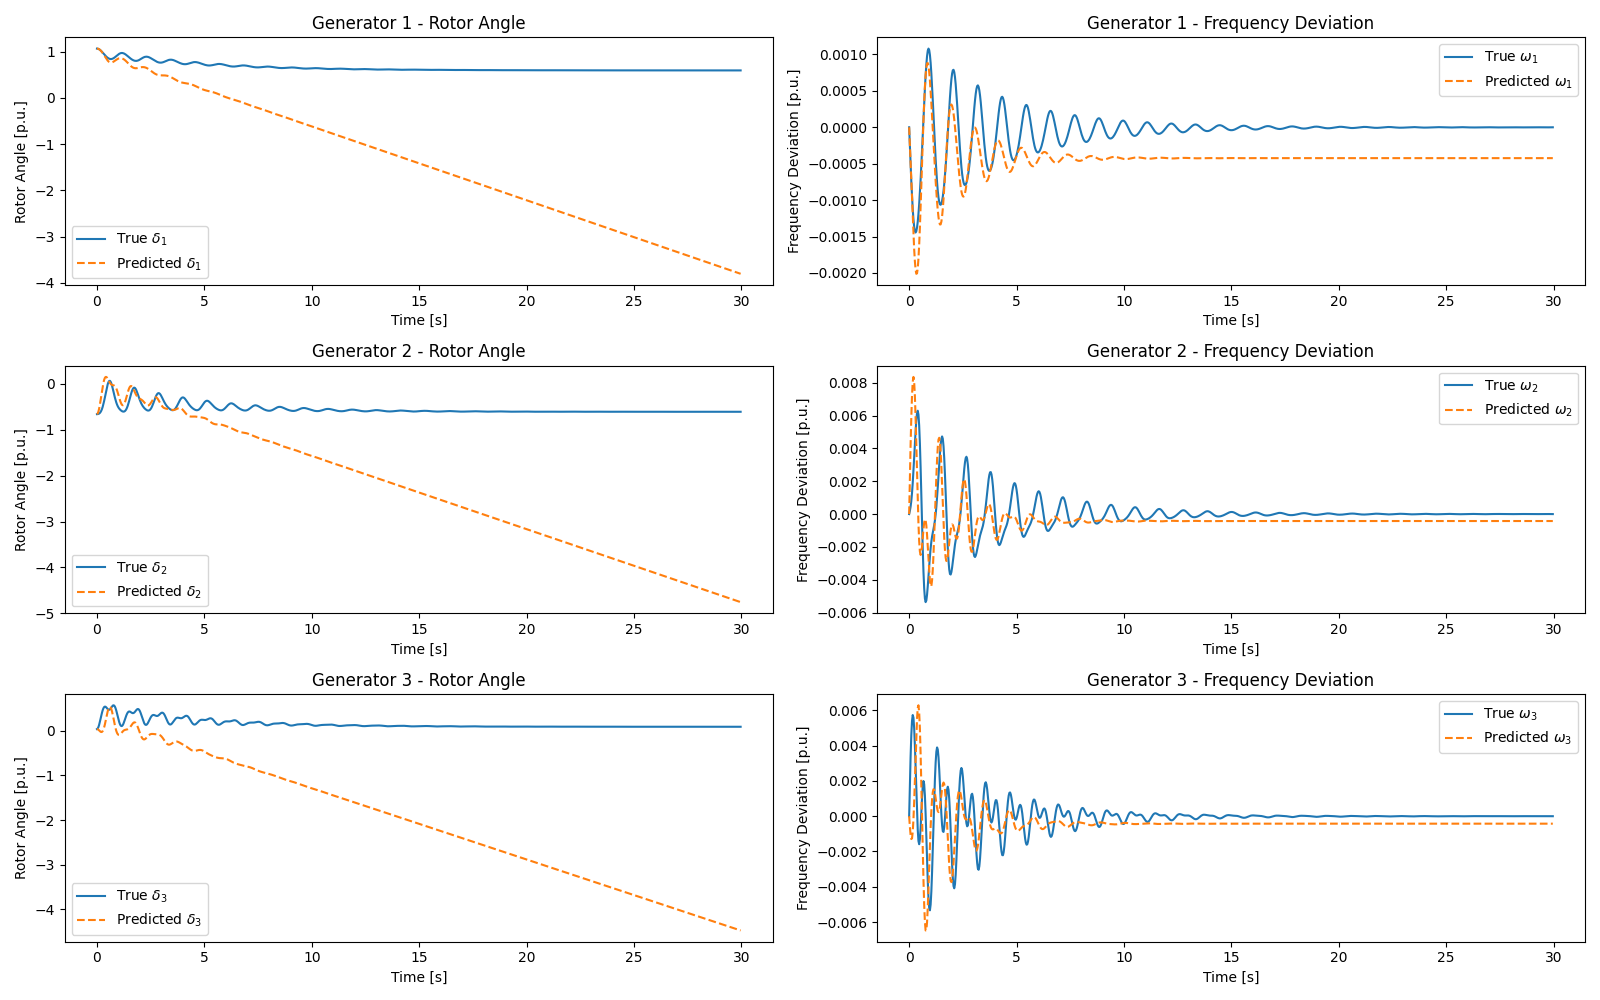 Generator 1 - Rotor Angle
Rotor Angle [p.u.]
1
0
−1
−2
−3
−4
True δ1
Predicted δ1
0 5 10 15 20 25 30
Time [s]
Generator 1 - Frequency Deviation
Frequency Deviation [p.u.]
0.0010
0.0005
0.0000
−0.0005
−0.0010
−0.0015
−0.0020
True ω1
Predicted ω1
0 5 10 15 20 25 30
Time [s]
Generator 2 - Rotor Angle
Rotor Angle [p.u.]
0
−1
−2
−3
−4
−5
True δ2
Predicted δ2
0 5 10 15 20 25 30
Time [s]
Generator 2 - Frequency Deviation
Frequency Deviation [p.u.]
0.008
0.006
0.004
0.002
0.000
−0.002
−0.004
−0.006
True ω2
Predicted ω2
0 5 10 15 20 25 30
Time [s]
Generator 3 - Rotor Angle
Rotor Angle [p.u.]
0
−1
−2
−3
−4
True δ3
Predicted δ3
0 5 10 15 20 25 30
Time [s]
Generator 3 - Frequency Deviation
Frequency Deviation [p.u.]
0.006
0.004
0.002
0.000
−0.002
−0.004
−0.006
True ω3
Predicted ω3
0 5 10 15 20 25 30
Time [s]